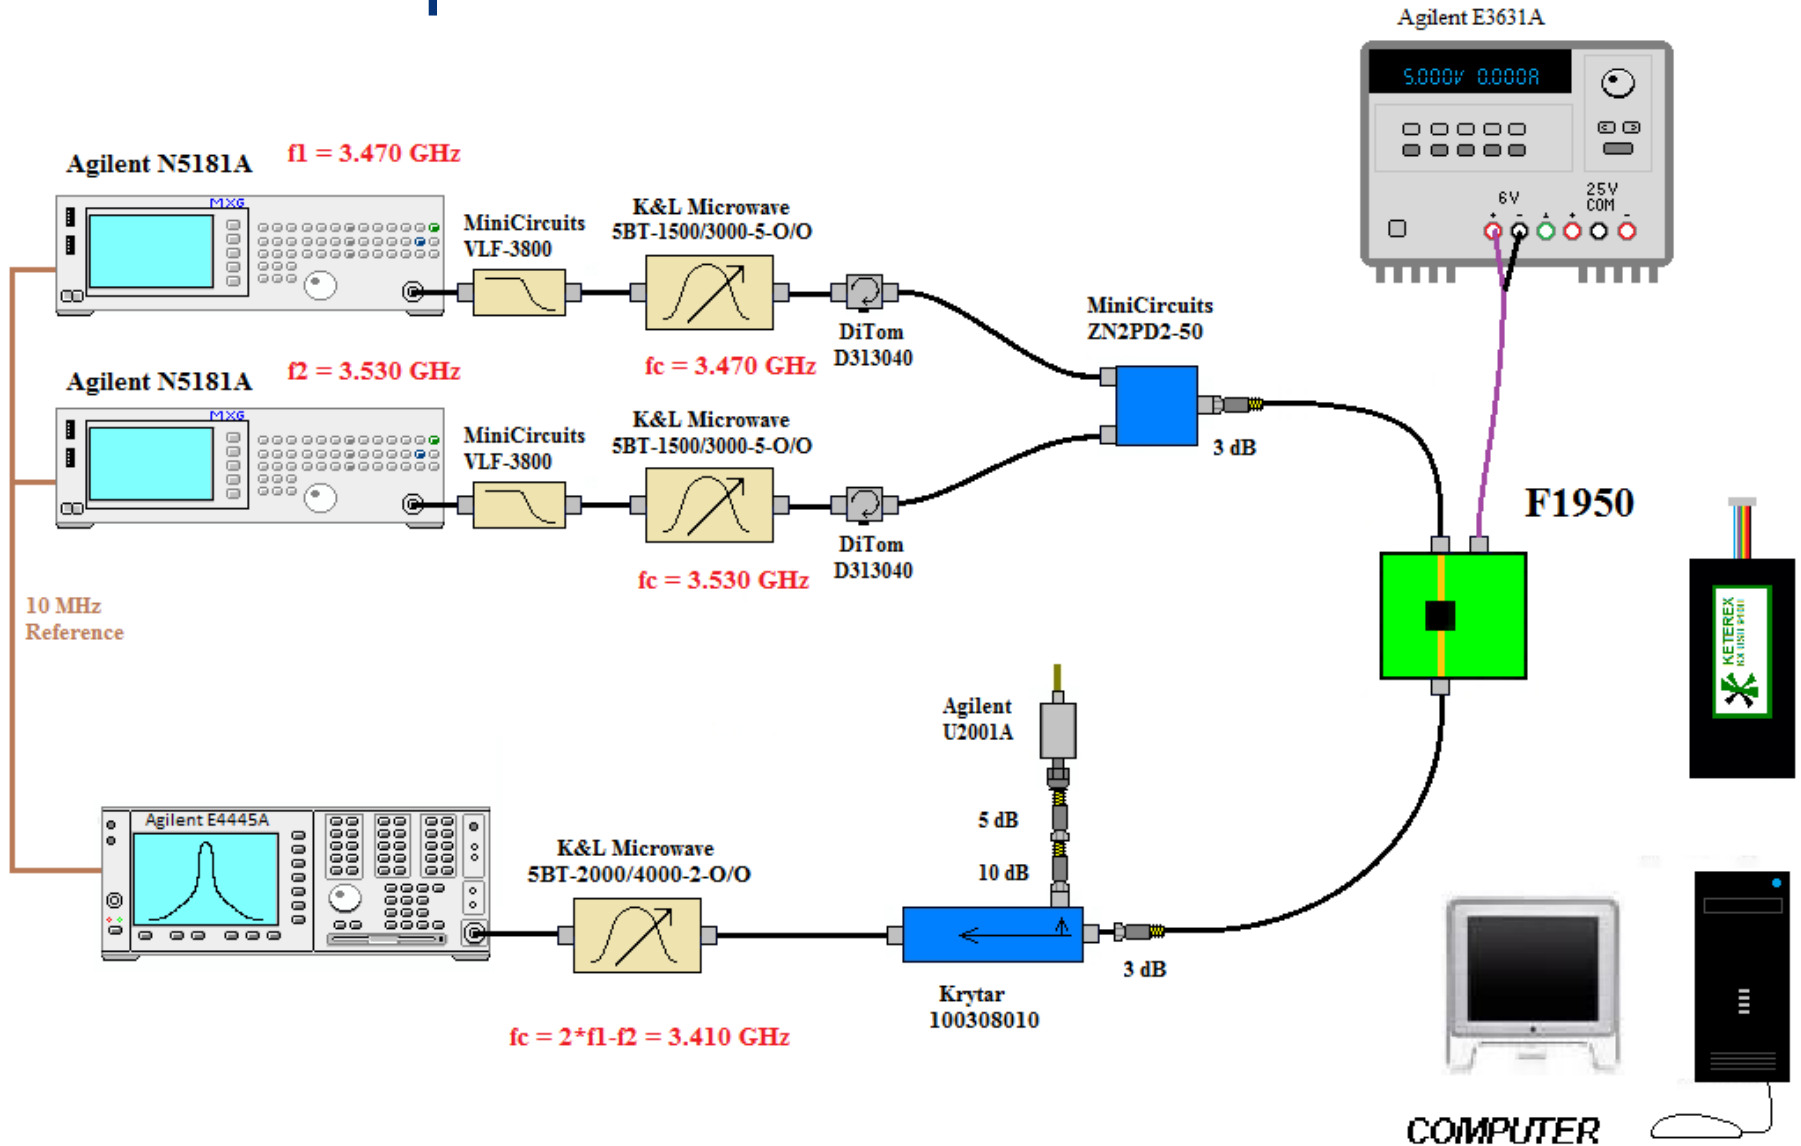 Agilent E3631A
5.000V 0.000A
6V
25V
COM
+ - + -
Agilent N5181A
f1 = 3.470 GHz
MXG
MiniCircuits
VLF-3800
K&L Microwave
5BT-1500/3000-5-O/O
DiTom
D313040
fc = 3.470 GHz
MiniCircuits
ZN2PD2-50
3 dB
Agilent N5181A
f2 = 3.530 GHz
MXG
MiniCircuits
VLF-3800
K&L Microwave
5BT-1500/3000-5-O/O
DiTom
D313040
fc = 3.530 GHz
F1950
KETEREX
10 MHz
Reference
Agilent
U2001A
5 dB
10 dB
Agilent E4445A
K&L Microwave
5BT-2000/4000-2-O/O
3 dB
Krytar
100308010
fc = 2*f1-f2 = 3.410 GHz
COMPUTER